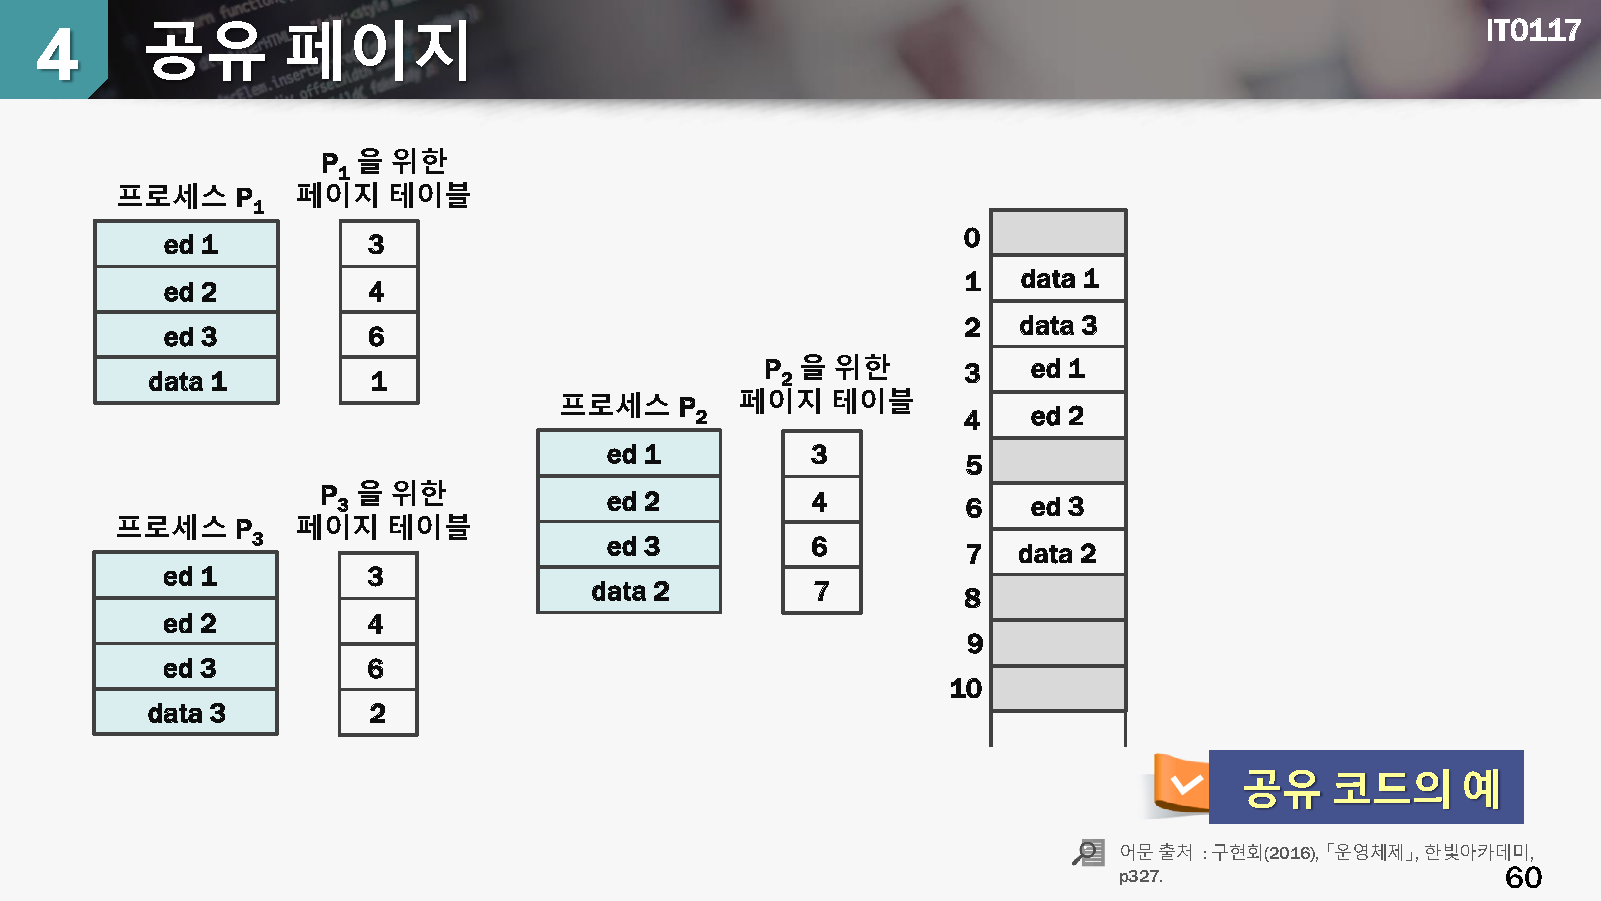 4 공유 페이지
IT0117
P1 을 위한
페이지 테이블
프로세스 P1
ed 1 3
ed 2 4
ed 3 6
data 1 1
P3 을 위한
페이지 테이블
프로세스 P3
ed 1 3
ed 2 4
ed 3 6
data 3 2
P2 을 위한
페이지 테이블
프로세스 P2
ed 1 3
ed 2 4
ed 3 6
data 2 7
0
1 data 1
2 data 3
3 ed 1
4 ed 2
5
6 ed 3
7 data 2
8
9
10
공유 코드의 예
어문 출처 : 구현회(2016), 「운영체제」, 한빛아카데미,
p327.
60